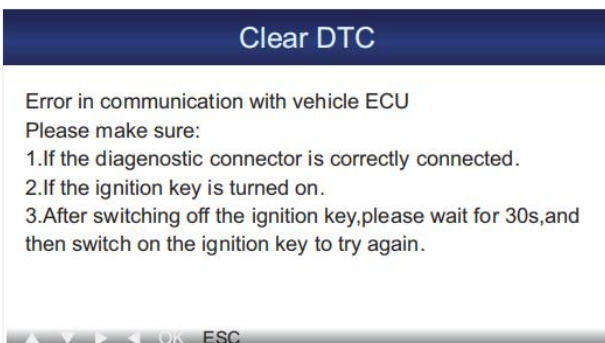 Clear DTC
Error in communication with vehicle ECU
Please make sure:
1.If the diagenostic connector is correctly connected.
2.If the ignition key is turned on.
3.After switching off the ignition key,please wait for 30s,and
then switch on the ignition key to try again.
OK ESC